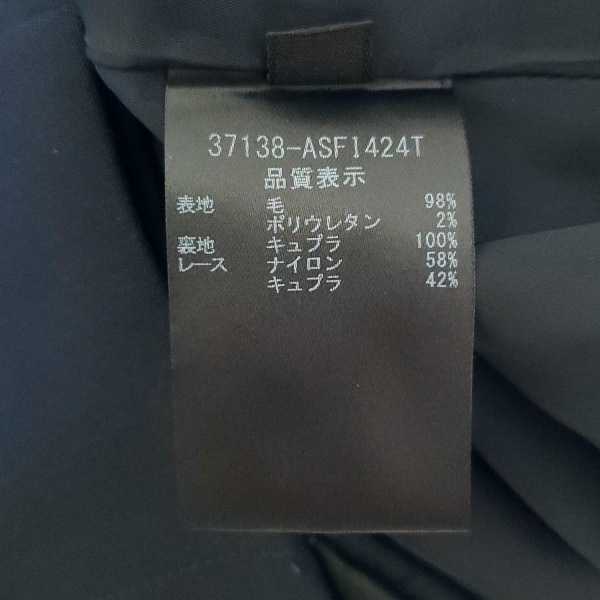 37138-ASFI424T
品質表示
表地 毛 98%
ポリウレタン 2%
裏地 キュプラ 100%
レース ナイロン 58%
キュプラ 42%